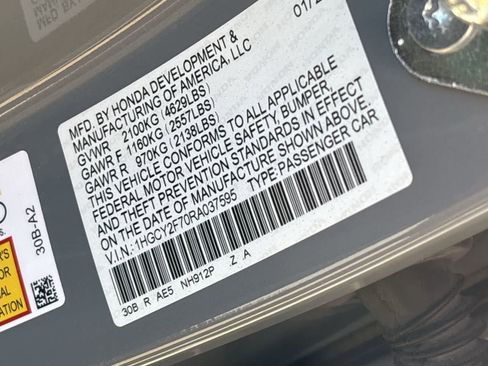 01/2
MFD. BY HONDA DEVELOPMENT &
MANUFACTURING OF AMERICA, LLC
GVWR 2100KG (4629LBS)
GAWR F 1160KG (2557LBS)
GAWR R 970KG (2138LBS)
THIS VEHICLE CONFORMS TO ALL APPLICABLE
FEDERAL MOTOR VEHICLE SAFETY, BUMPER,
AND THEFT PREVENTION STANDARDS IN EFFECT
ON THE DATE OF MANUFACTURE SHOWN ABOVE.
V.I.N.: 1HGCY2F70RA037595 TYPE: PASSENGER CAR
30B R AE5 NH912P Z A
30B-A2